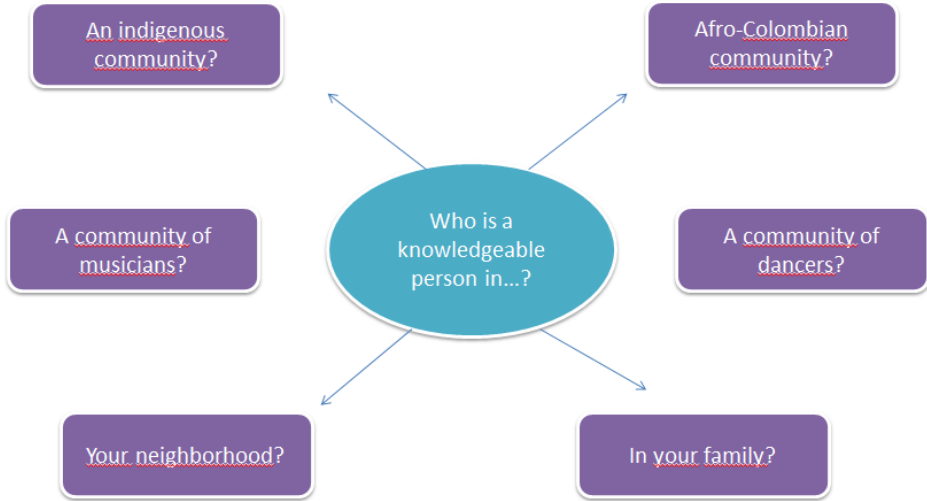 An indigenous
community?
Afro-Colombian
community?
A community of
musicians?
Who is a
knowledgeable
person in...?
A community of
dancers?
Your neighborhood?
In your family?